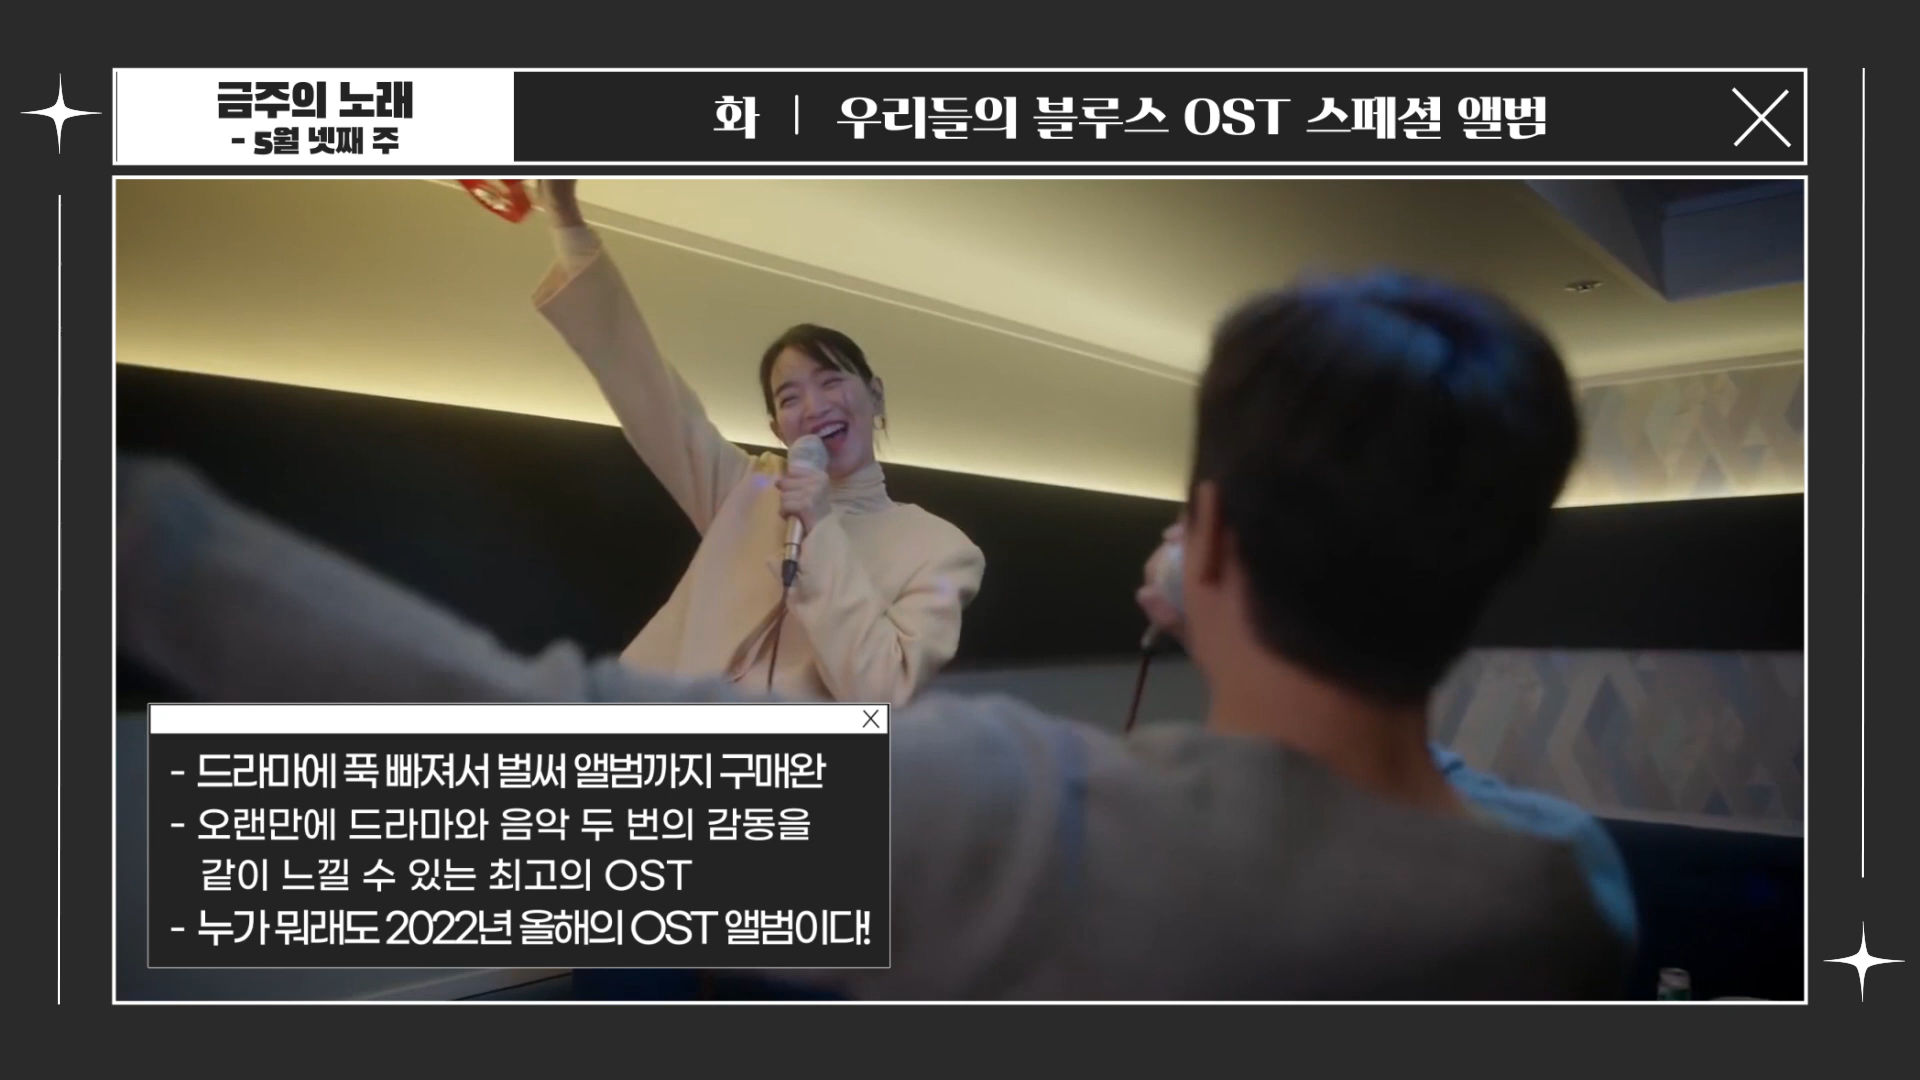 금주의 노래
- 5월 넷째 주
화 | 우리들의 블루스 OST 스페셜 앨범
- 드라마에 푹 빠져서 벌써 앨범까지 구매완
- 오랜만에 드라마와 음악 두 번의 감동을
같이 느낄 수 있는 최고의 OST
- 누가 뭐래도 2022년 올해의 OST 앨범이다!